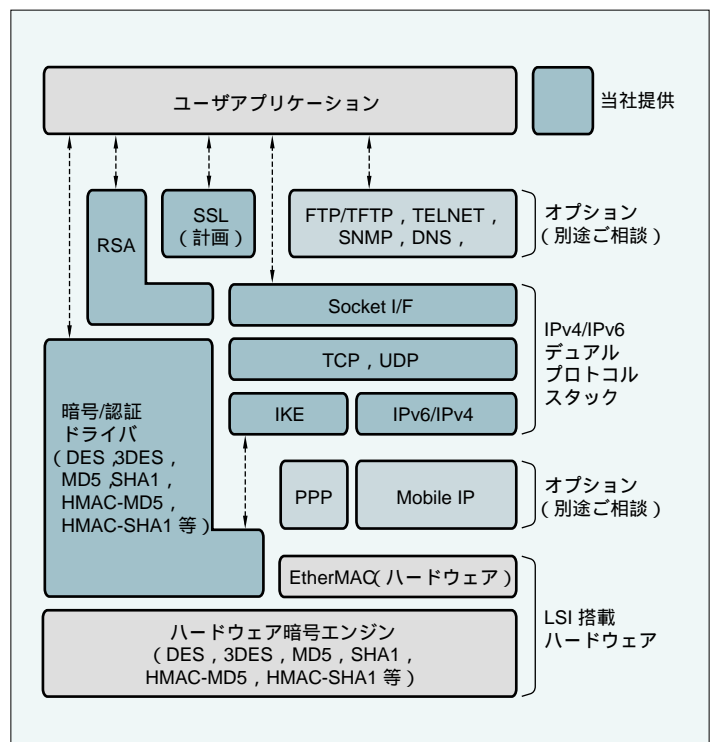 ユーザアプリケーション
当社提供
RSA
SSL
（計画）
FTP/TFTP，TELNET，
SNMP，DNS，
オプション
（別途ご相談）
Socket I/F
TCP，UDP
IKE
IPv6/IPv4
IPv4/IPv6
デュアル
プロトコル
スタック
暗号/認証
ドライバ
（DES，3DES，
MD5，SHA1，
HMAC-MD5，
HMAC-SHA1 等）
PPP
Mobile IP
オプション
（別途ご相談）
EtherMAC（ハードウェア）
ハードウェア暗号エンジン
（DES，3DES，MD5，SHA1，
HMAC-MD5，HMAC-SHA1 等）
LSI 搭載
ハードウェア